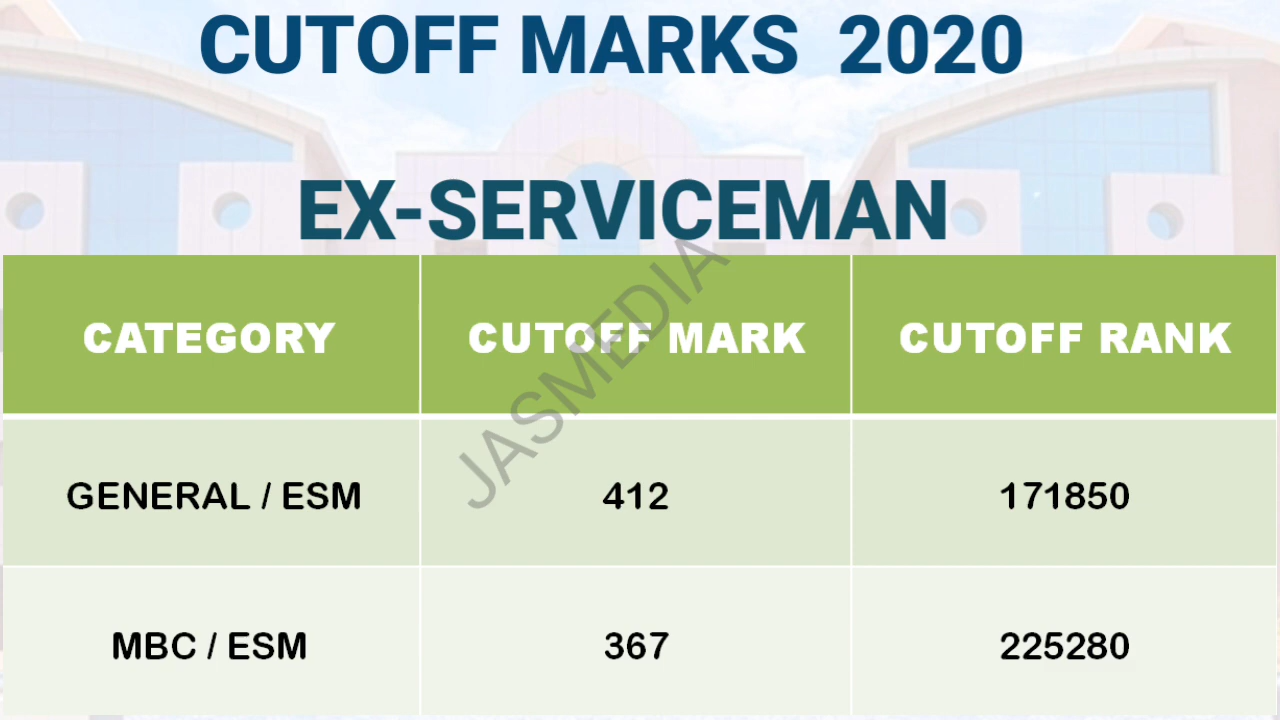 CUTOFF MARKS 2020
EX-SERVICEMAN
CATEGORY CUTOFF MARK CUTOFF RANK
GENERAL / ESM 412 171850
MBC / ESM 367 225280
JASMEDIA